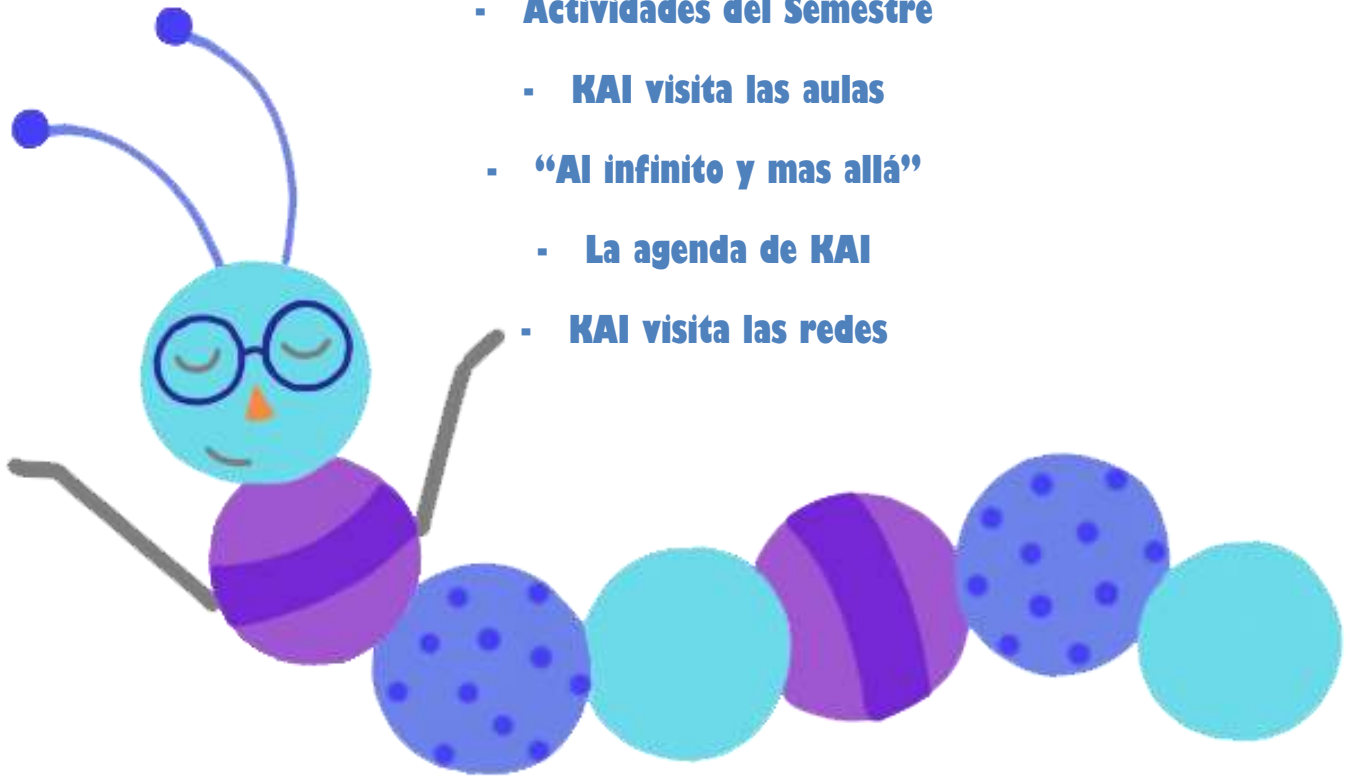 - Actividades del Semestre
- KAI visita las aulas
- “Al infinito y mas allá”
- La agenda de KAI
- KAI visita las redes